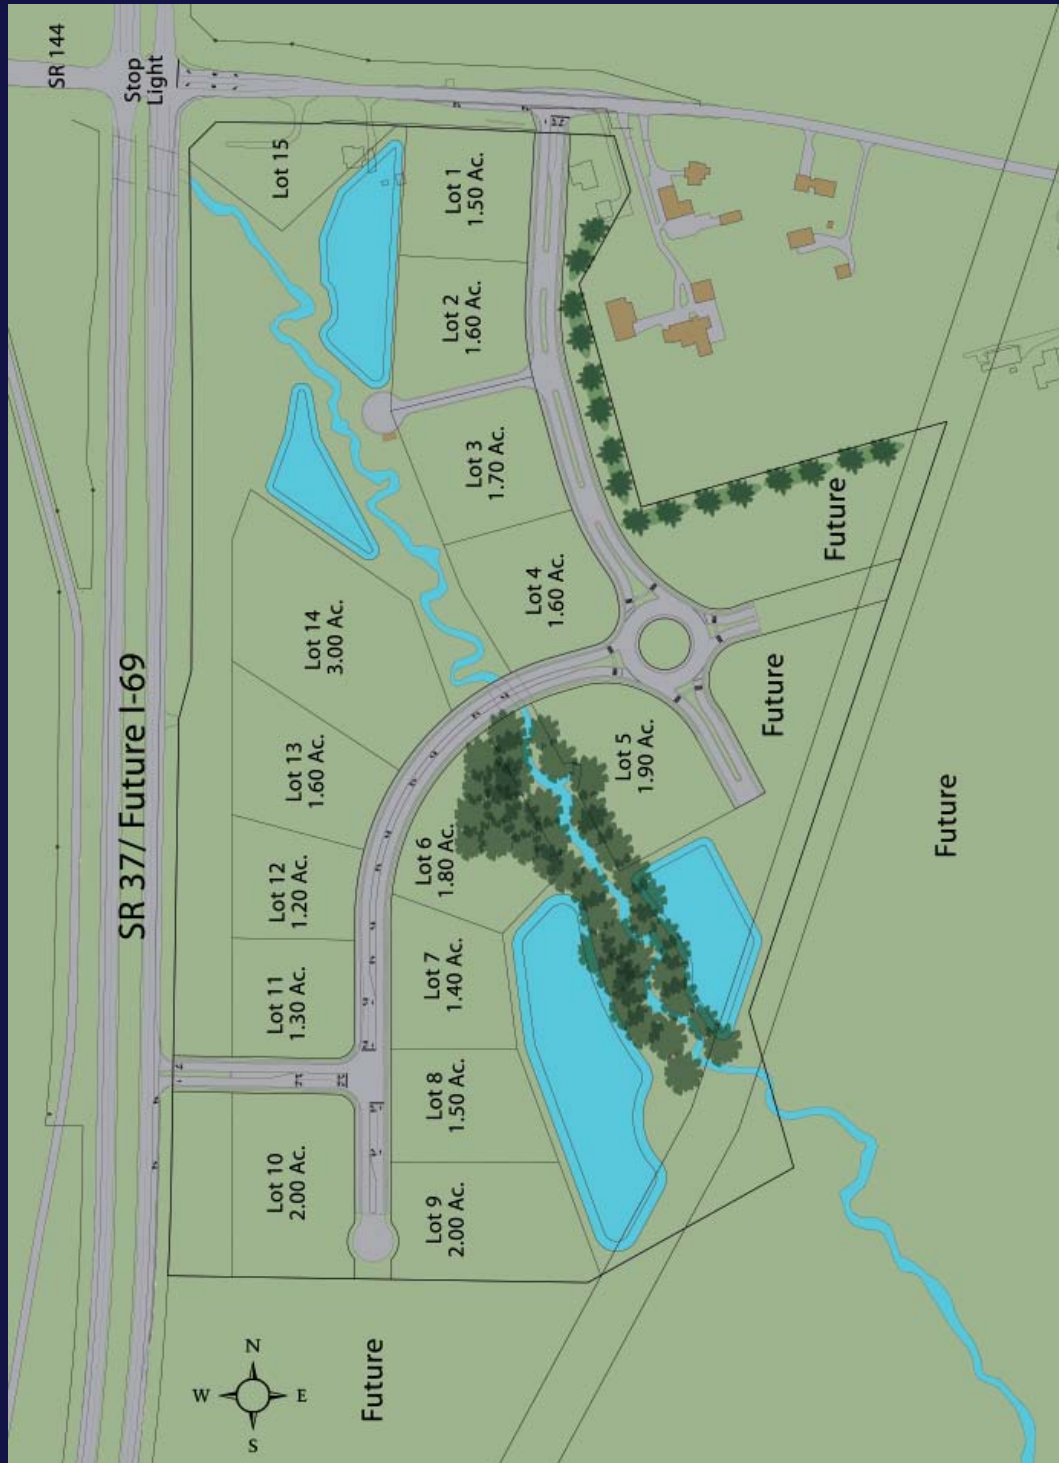 SR 144
Stop
Light
SR 37/ Future I-69
Lot 15
Lot 1
1.50 Ac.
Lot 2
1.60 Ac.
Lot 3
1.70 Ac.
Lot 4
1.60 Ac.
Lot 14
3.00 Ac.
Lot 13
1.60 Ac.
Lot 5
1.90 Ac.
Lot 12
1.20 Ac.
Lot 6
1.80 Ac.
Lot 11
1.30 Ac.
Lot 7
1.40 Ac.
Lot 8
1.50 Ac.
Lot 10
2.00 Ac.
Lot 9
2.00 Ac.
Future
Future
Future
Future
N
W
E
S